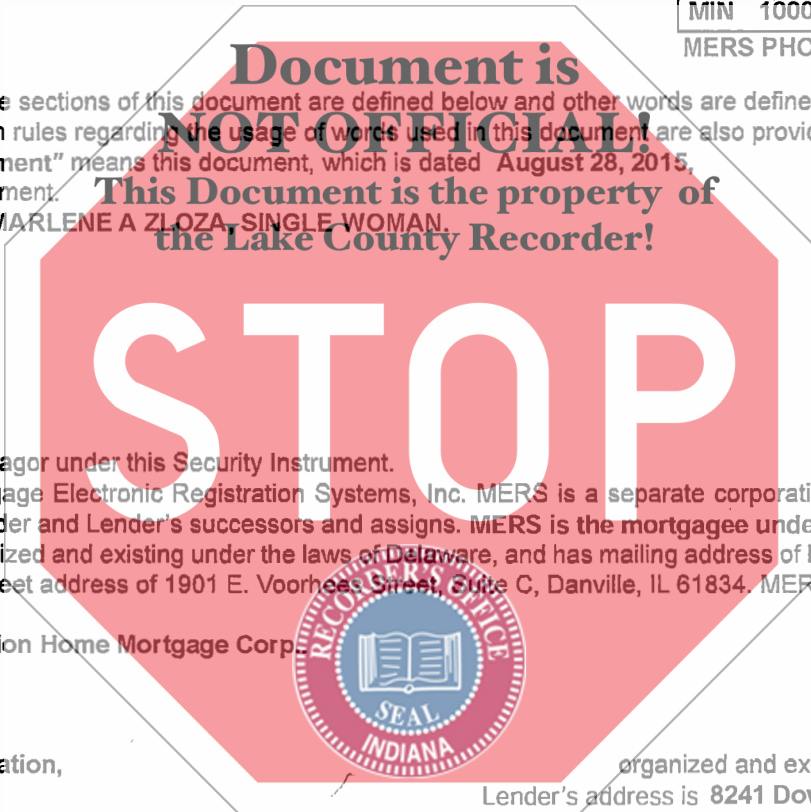 MIN 1000
MERS PHO
Document is
e sections of this document are defined below and other words are define
NOT OFFICIAL!
n rules regarding the usage of words used in this document are also provid
nent" means this document, which is dated August 28, 2015,
ment.
This Document is the property of
MARLENE A ZLOZA, SINGLE WOMAN.
the Lake County Recorder!
STOP
agor under this Security Instrument.
gage Electronic Registration Systems, Inc. MERS is a separate corporati
der and Lender's successors and assigns. MERS is the mortgagee unde
ized and existing under the laws of Delaware, and has mailing address of
eet address of 1901 E. Voorhees Street, Suite C, Danville, IL 61834. MER
ion Home Mortgage Corp..
RECORDER'S OFFICE
SEAL
INDIANA
ation,
organized and ex
Lender's address is 8241 Dow